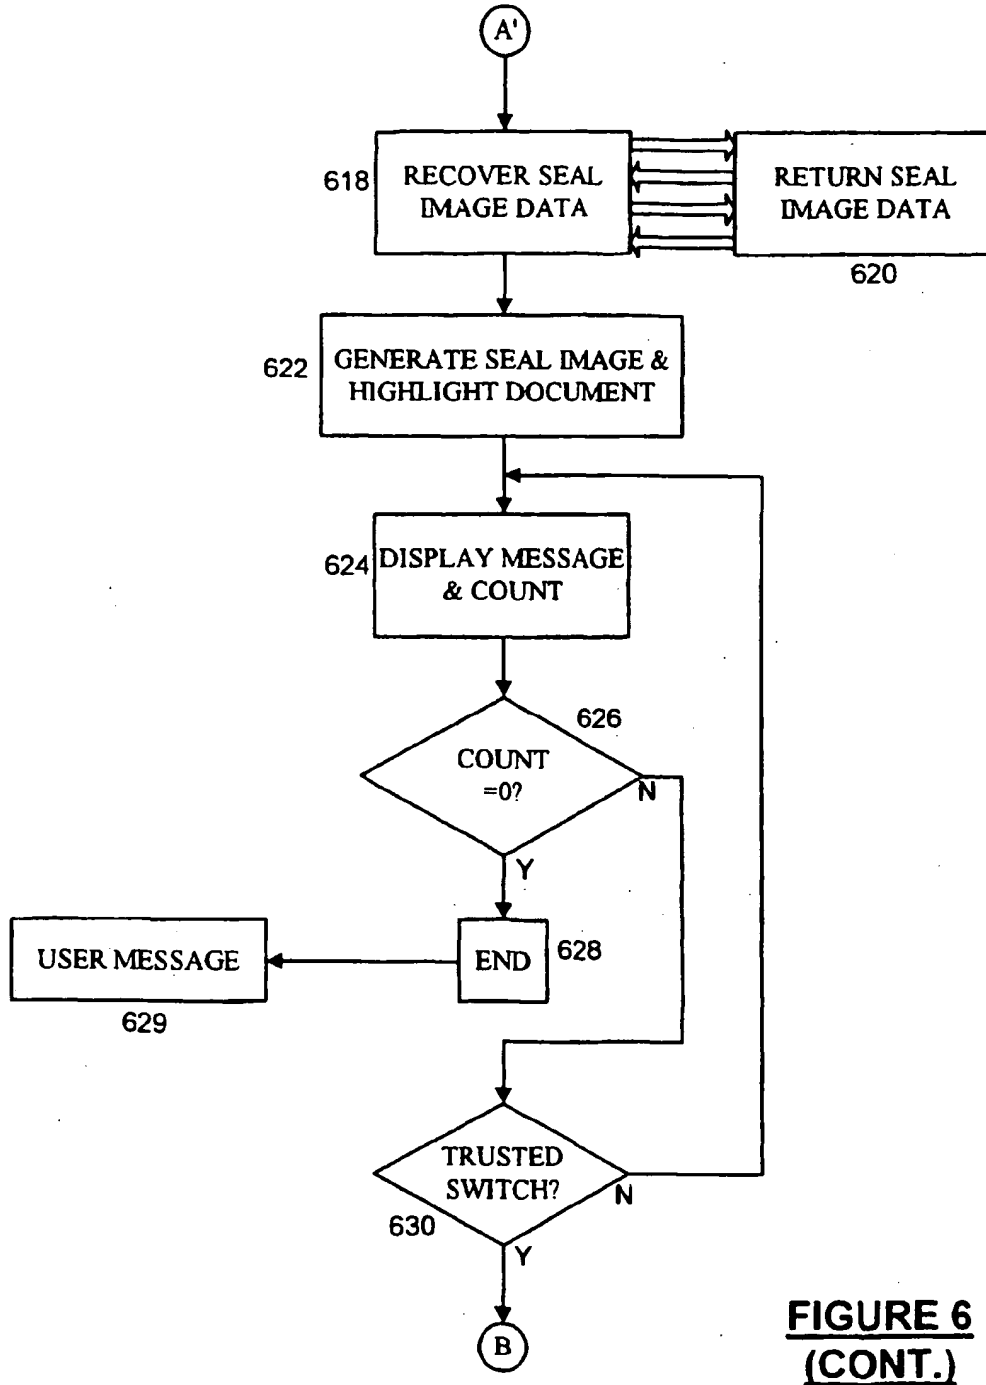 A'
618
RECOVER SEAL
IMAGE DATA
RETURN SEAL
IMAGE DATA
620
622
GENERATE SEAL IMAGE &
HIGHLIGHT DOCUMENT
624
DISPLAY MESSAGE
& COUNT
626
COUNT
=0?
N
Y
USER MESSAGE
END
628
629
TRUSTED
SWITCH?
N
630
Y
B
FIGURE 6
(CONT.)